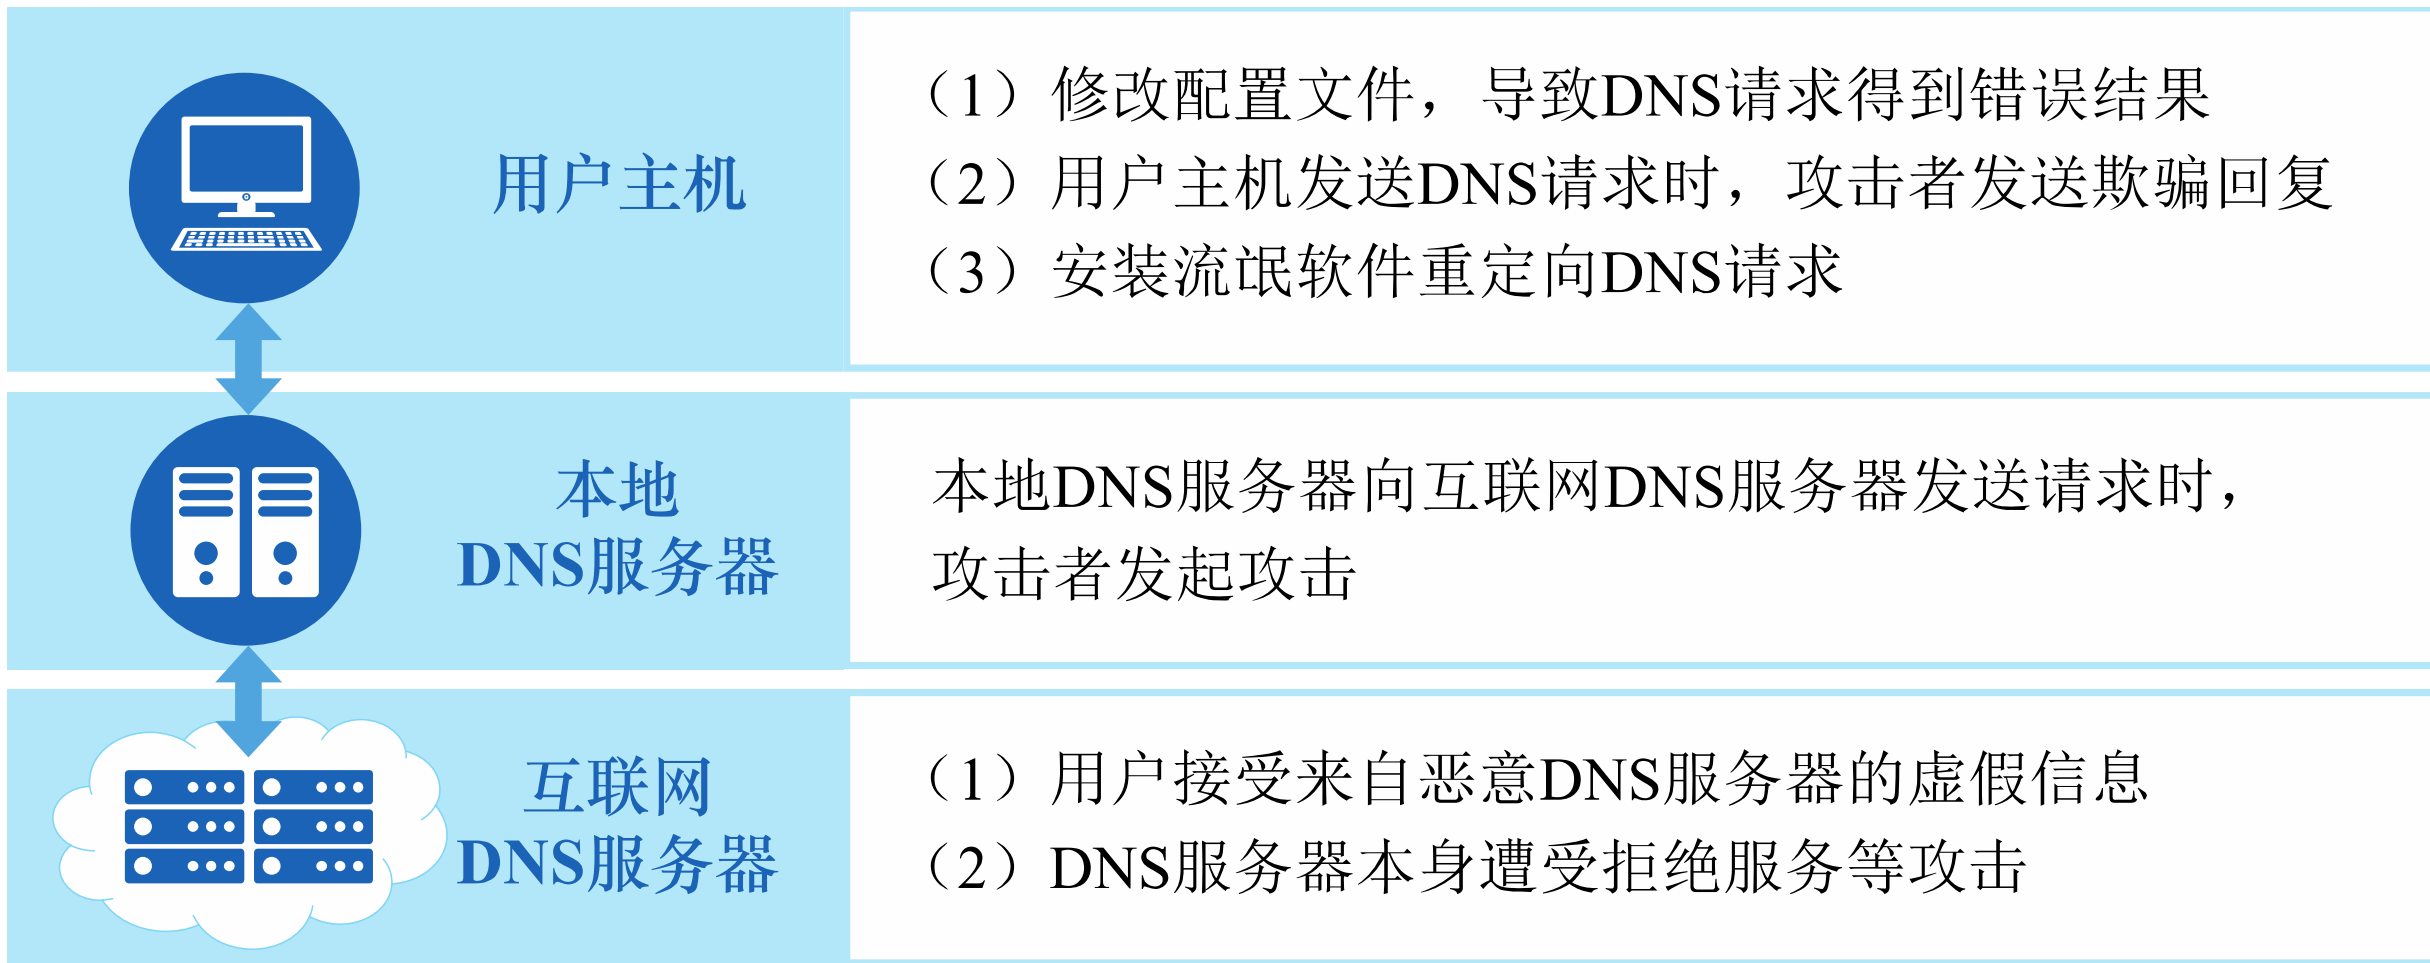 用户主机
（1）修改配置文件，导致DNS请求得到错误结果
（2）用户主机发送DNS请求时，攻击者发送欺骗回复
（3）安装流氓软件重定向DNS请求
本地
DNS服务器
本地DNS服务器向互联网DNS服务器发送请求时，
攻击者发起攻击
互联网
DNS服务器
（1）用户接受来自恶意DNS服务器的虚假信息
（2）DNS服务器本身遭受拒绝服务等攻击